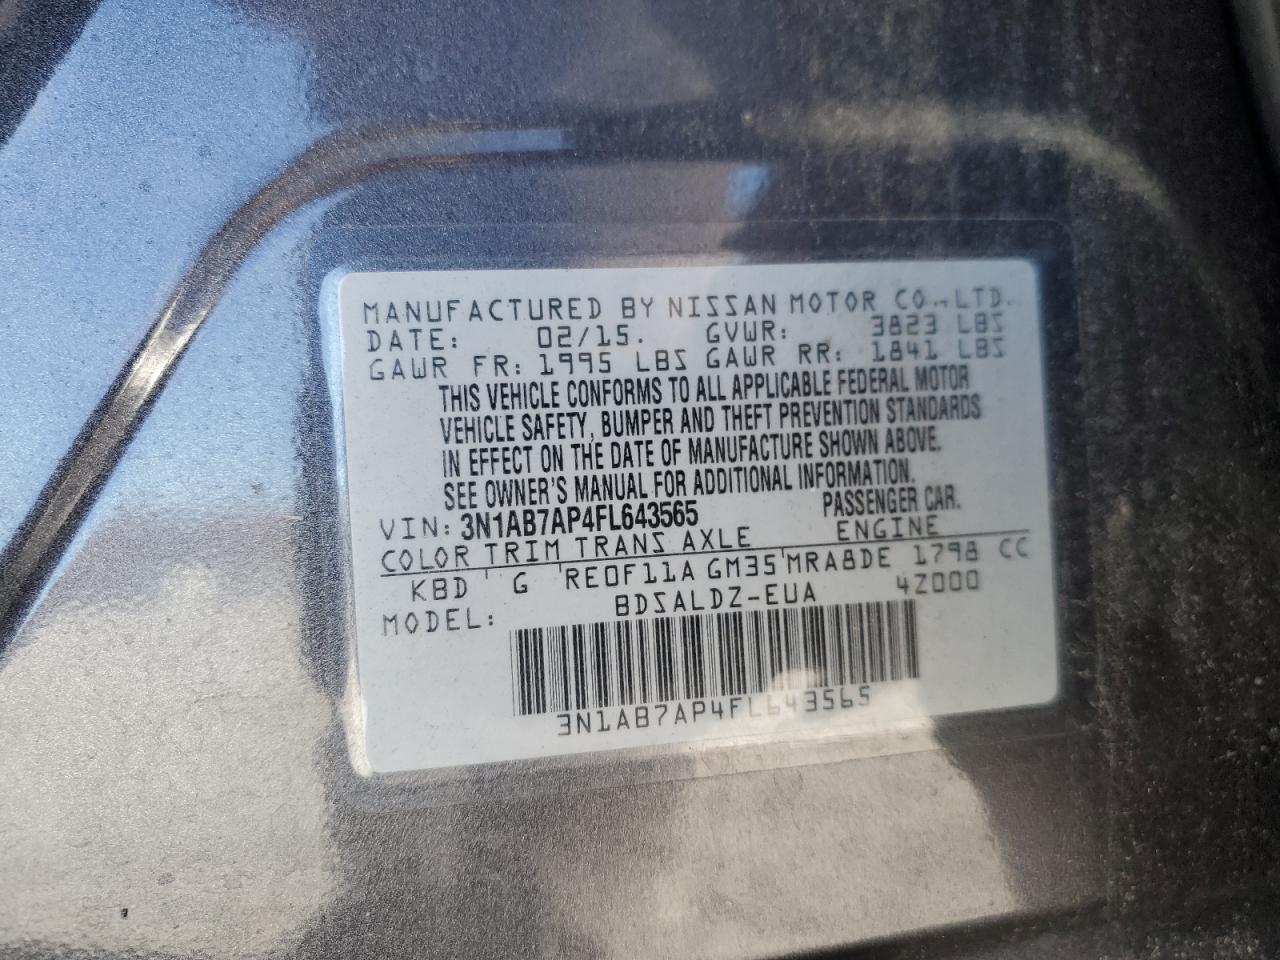 MANUFACTURED BY NISSAN MOTOR CO., LTD.
DATE: 02/15. GVWR: 3823 LBS
GAWR FR: 1995 LBS GAWR RR: 1841 LBS
THIS VEHICLE CONFORMS TO ALL APPLICABLE FEDERAL MOTOR
VEHICLE SAFETY, BUMPER AND THEFT PREVENTION STANDARDS
IN EFFECT ON THE DATE OF MANUFACTURE SHOWN ABOVE.
SEE OWNER'S MANUAL FOR ADDITIONAL INFORMATION.
VIN: 3N1AB7AP4FL643565 PASSENGER CAR.
COLOR TRIM TRANS AXLE ENGINE
KBD G RE0F11A GM35 MRA8DE 1798 CC
MODEL: BDSALDZ-EUA 4Z000
3N1AB7AP4FL643565